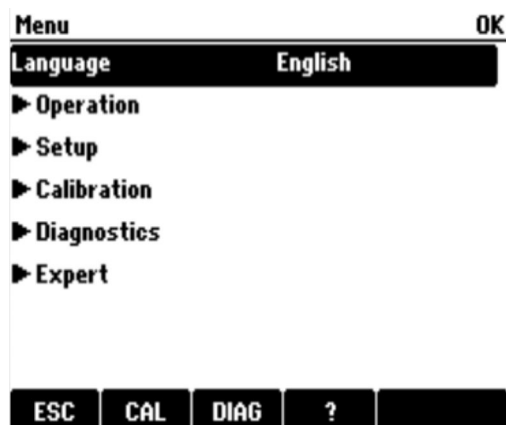 Menu OK
Language English
Operation
Setup
Calibration
Diagnostics
Expert
ESC CAL DIAG ?